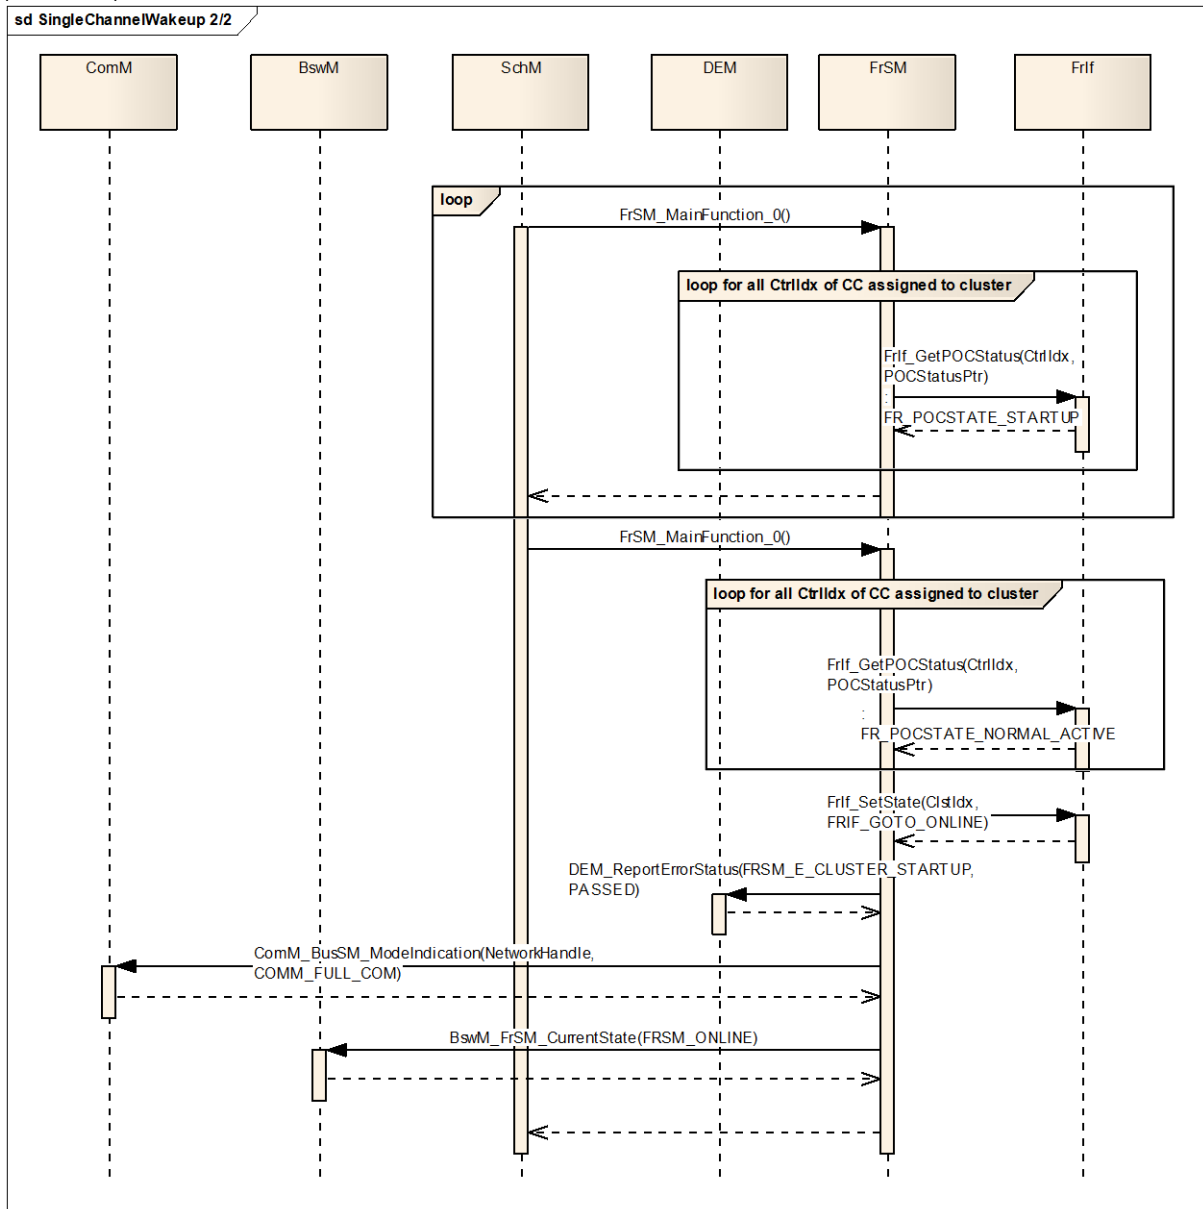 sd SingleChannelWakeup 2/2
ComM
BswM
SchM
DEM
FrSM
FrIf
loop
FrSM_MainFunction_0()
loop for all CtrlIdx of CC assigned to cluster
FrIf_GetPOCStatus(CtrlIdx,
POCStatusPtr)
:
FR_POCSTATE_STARTUP
FrSM_MainFunction_0()
loop for all CtrlIdx of CC assigned to cluster
FrIf_GetPOCStatus(CtrlIdx,
POCStatusPtr)
:
FR_POCSTATE_NORMAL_ACTIVE
FrIf_SetState(ClstIdx,
FRIF_GOTO_ONLINE)
DEM_ReportErrorStatus(FRSM_E_CLUSTER_STARTUP,
PASSED)
ComM_BusSM_ModeIndication(NetworkHandle,
COMM_FULL_COM)
BswM_FrSM_CurrentState(FRSM_ONLINE)